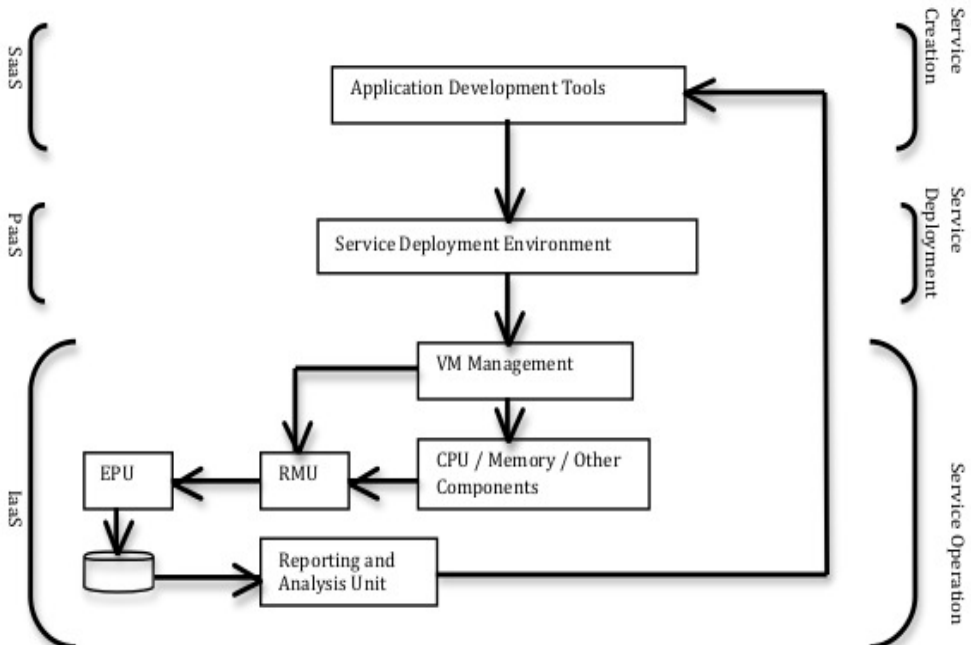 SaaS
Service
Creation
Application Development Tools
PaaS
Service
Deployment
Service Deployment Environment
IaaS
Service Operation
VM Management
CPU / Memory / Other
Components
RMU
EPU
Reporting and
Analysis Unit